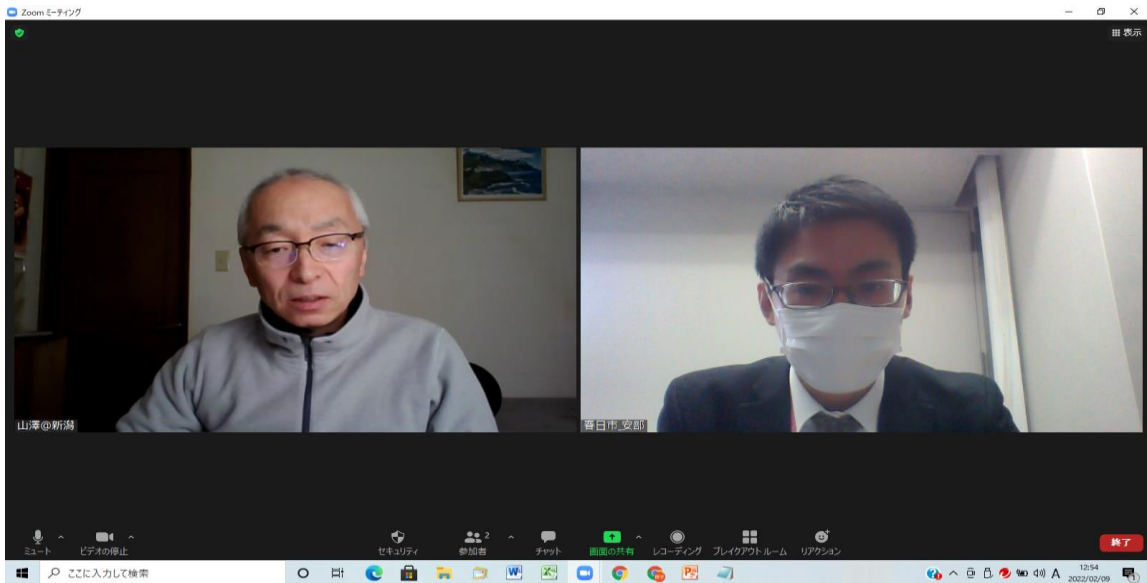 Zoom ミーティング
表示
山澤@新潟
春日市_安部
ミュート
ビデオの停止
セキュリティ
参加者
2
チャット
画面の共有
レコーディング
ブレイクアウト ルーム
リアクション
終了
ここに入力して検索
A
12:54
2022/02/09